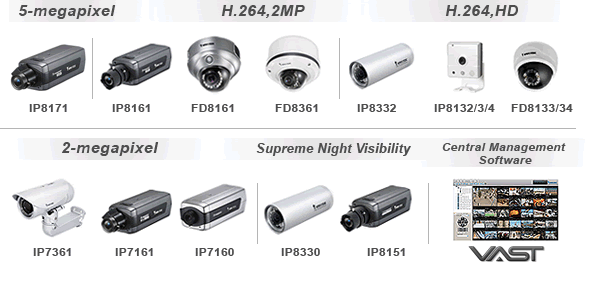 5-megapixel
H.264,2MP
H.264,HD
IP8171
IP8161
FD8161
FD8361
IP8332
IP8132/3/4
FD8133/34
2-megapixel
Supreme Night Visibility
Central Management
Software
IP7361
IP7161
IP7160
IP8330
IP8151
VAST